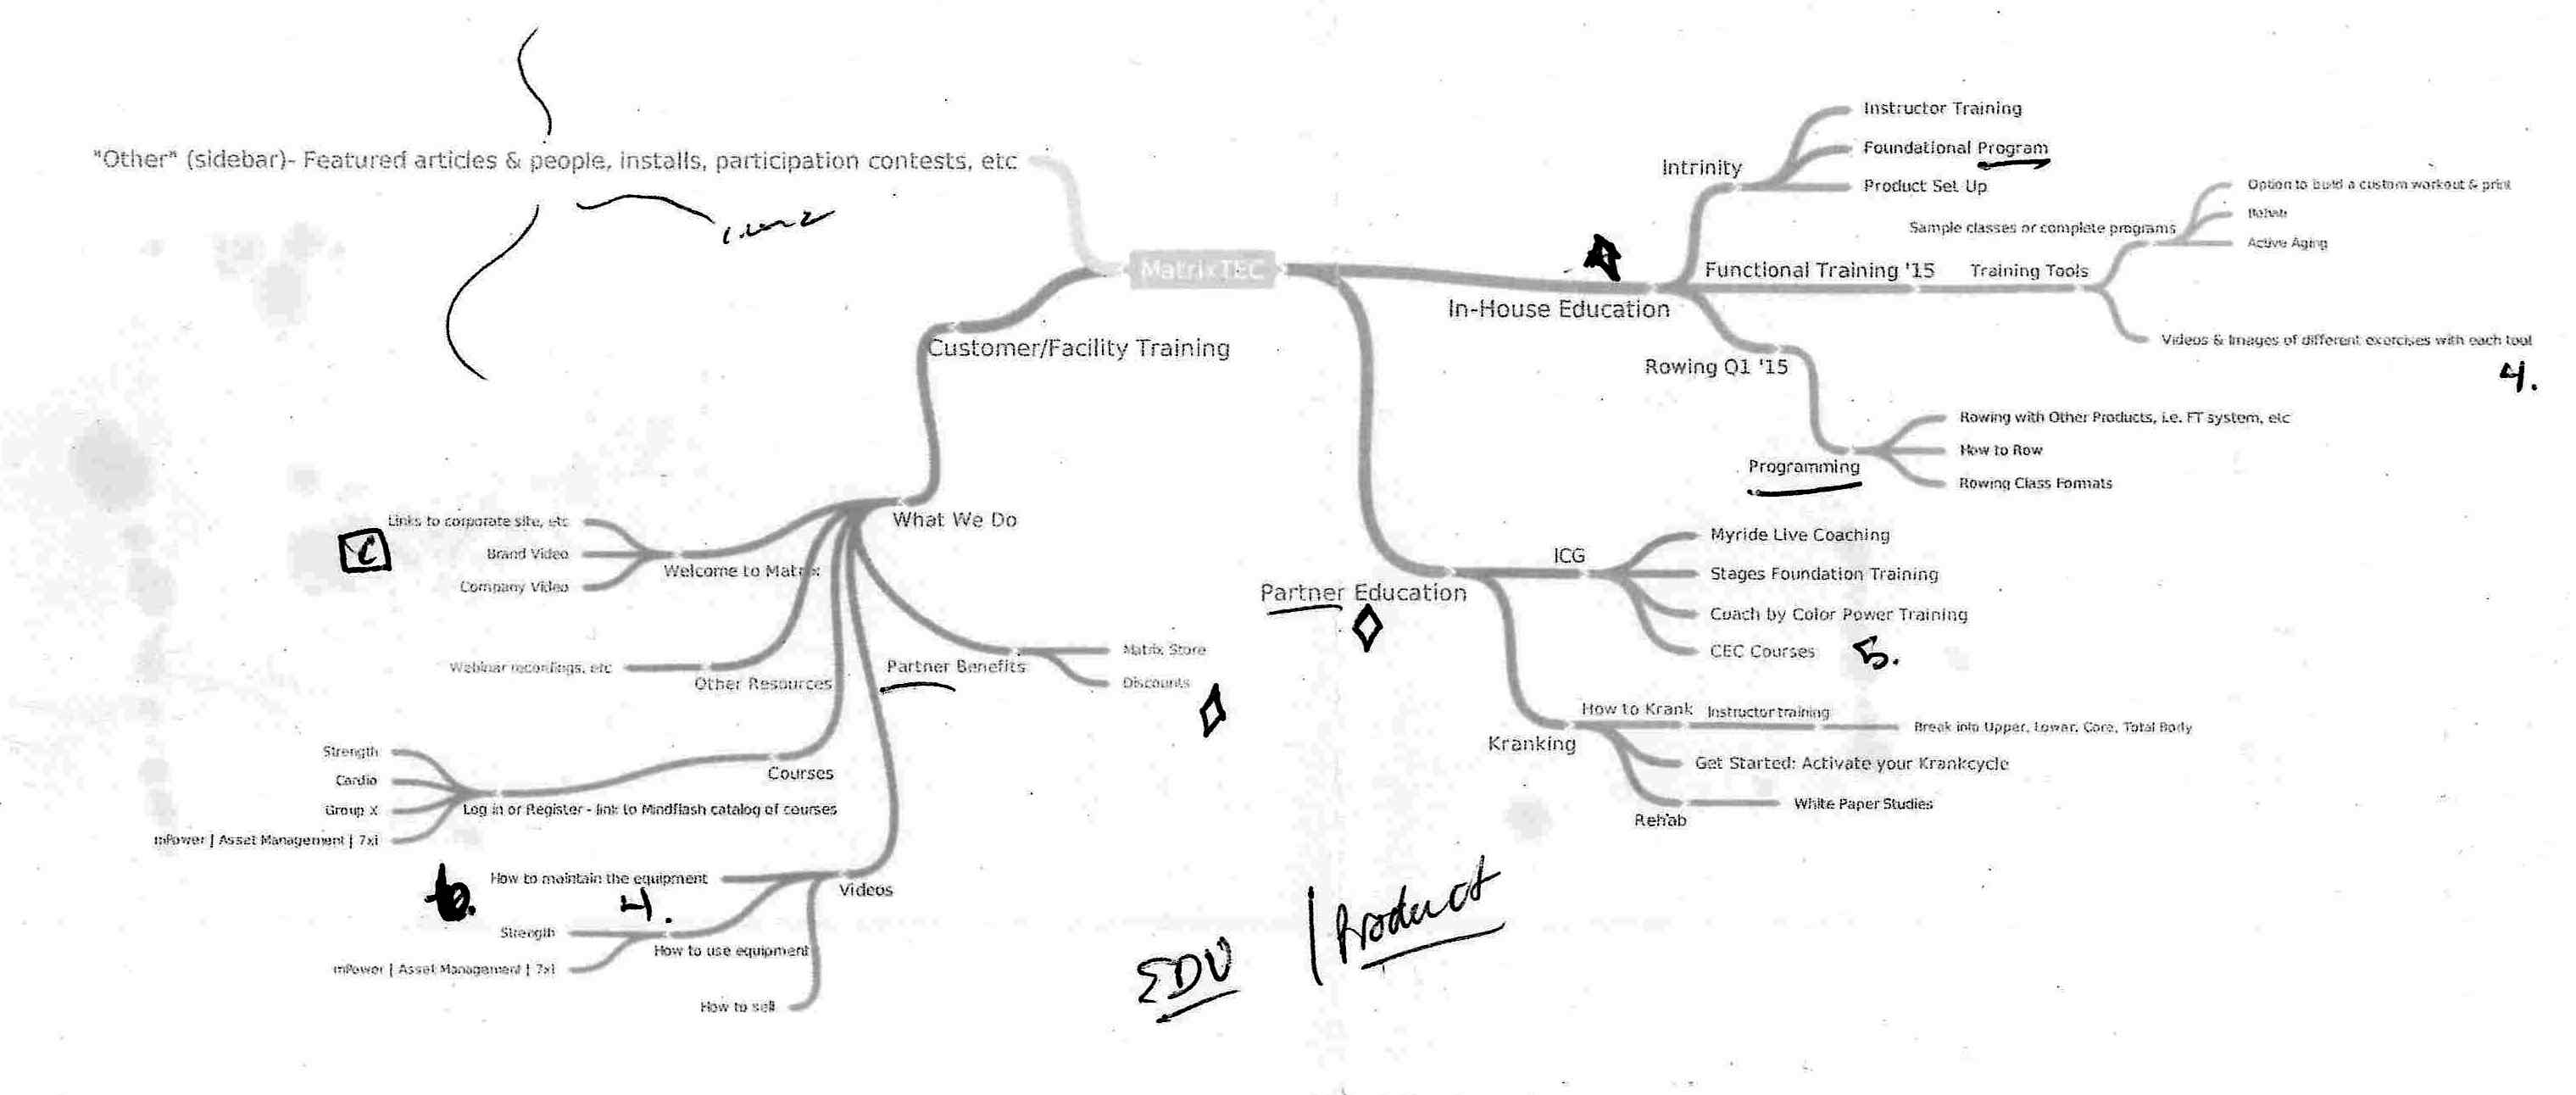 "Other" (sidebar)- Featured articles & people, installs, participation contests, etc
MatrixTEC
Customer/Facility Training
What We Do
Links to corporate site, etc
Brand Video
Company Video
Welcome to Matrix
C
Webinar recordings, etc
Other Resources
Partner Benefits
Matrix Store
Discounts
Strength
Cardio
Group X
mPower | Asset Management | 7xi
Courses
Log in or Register - link to Mindflash catalog of courses
How to maintain the equipment
Videos
4.
Strength
How to use equipment
mPower | Asset Management | 7xi
How to sell
In-House Education
Intrinity
Instructor Training
Foundational Program
Product Set Up
Functional Training '15
Training Tools
Sample classes or complete programs
Option to build a custom workout & print
Rehab
Active Aging
Videos & Images of different exercises with each tool
4.
Rowing Q1 '15
Programming
Rowing with Other Products, i.e. FT system, etc
How to Row
Rowing Class Formats
Partner Education
ICG
Myride Live Coaching
Stages Foundation Training
Coach by Color Power Training
CEC Courses
5.
Kranking
How to Krank
Instructor training
Break into Upper, Lower, Core, Total Body
Get Started: Activate your Krankcycle
Rehab
White Paper Studies
EDU | Product